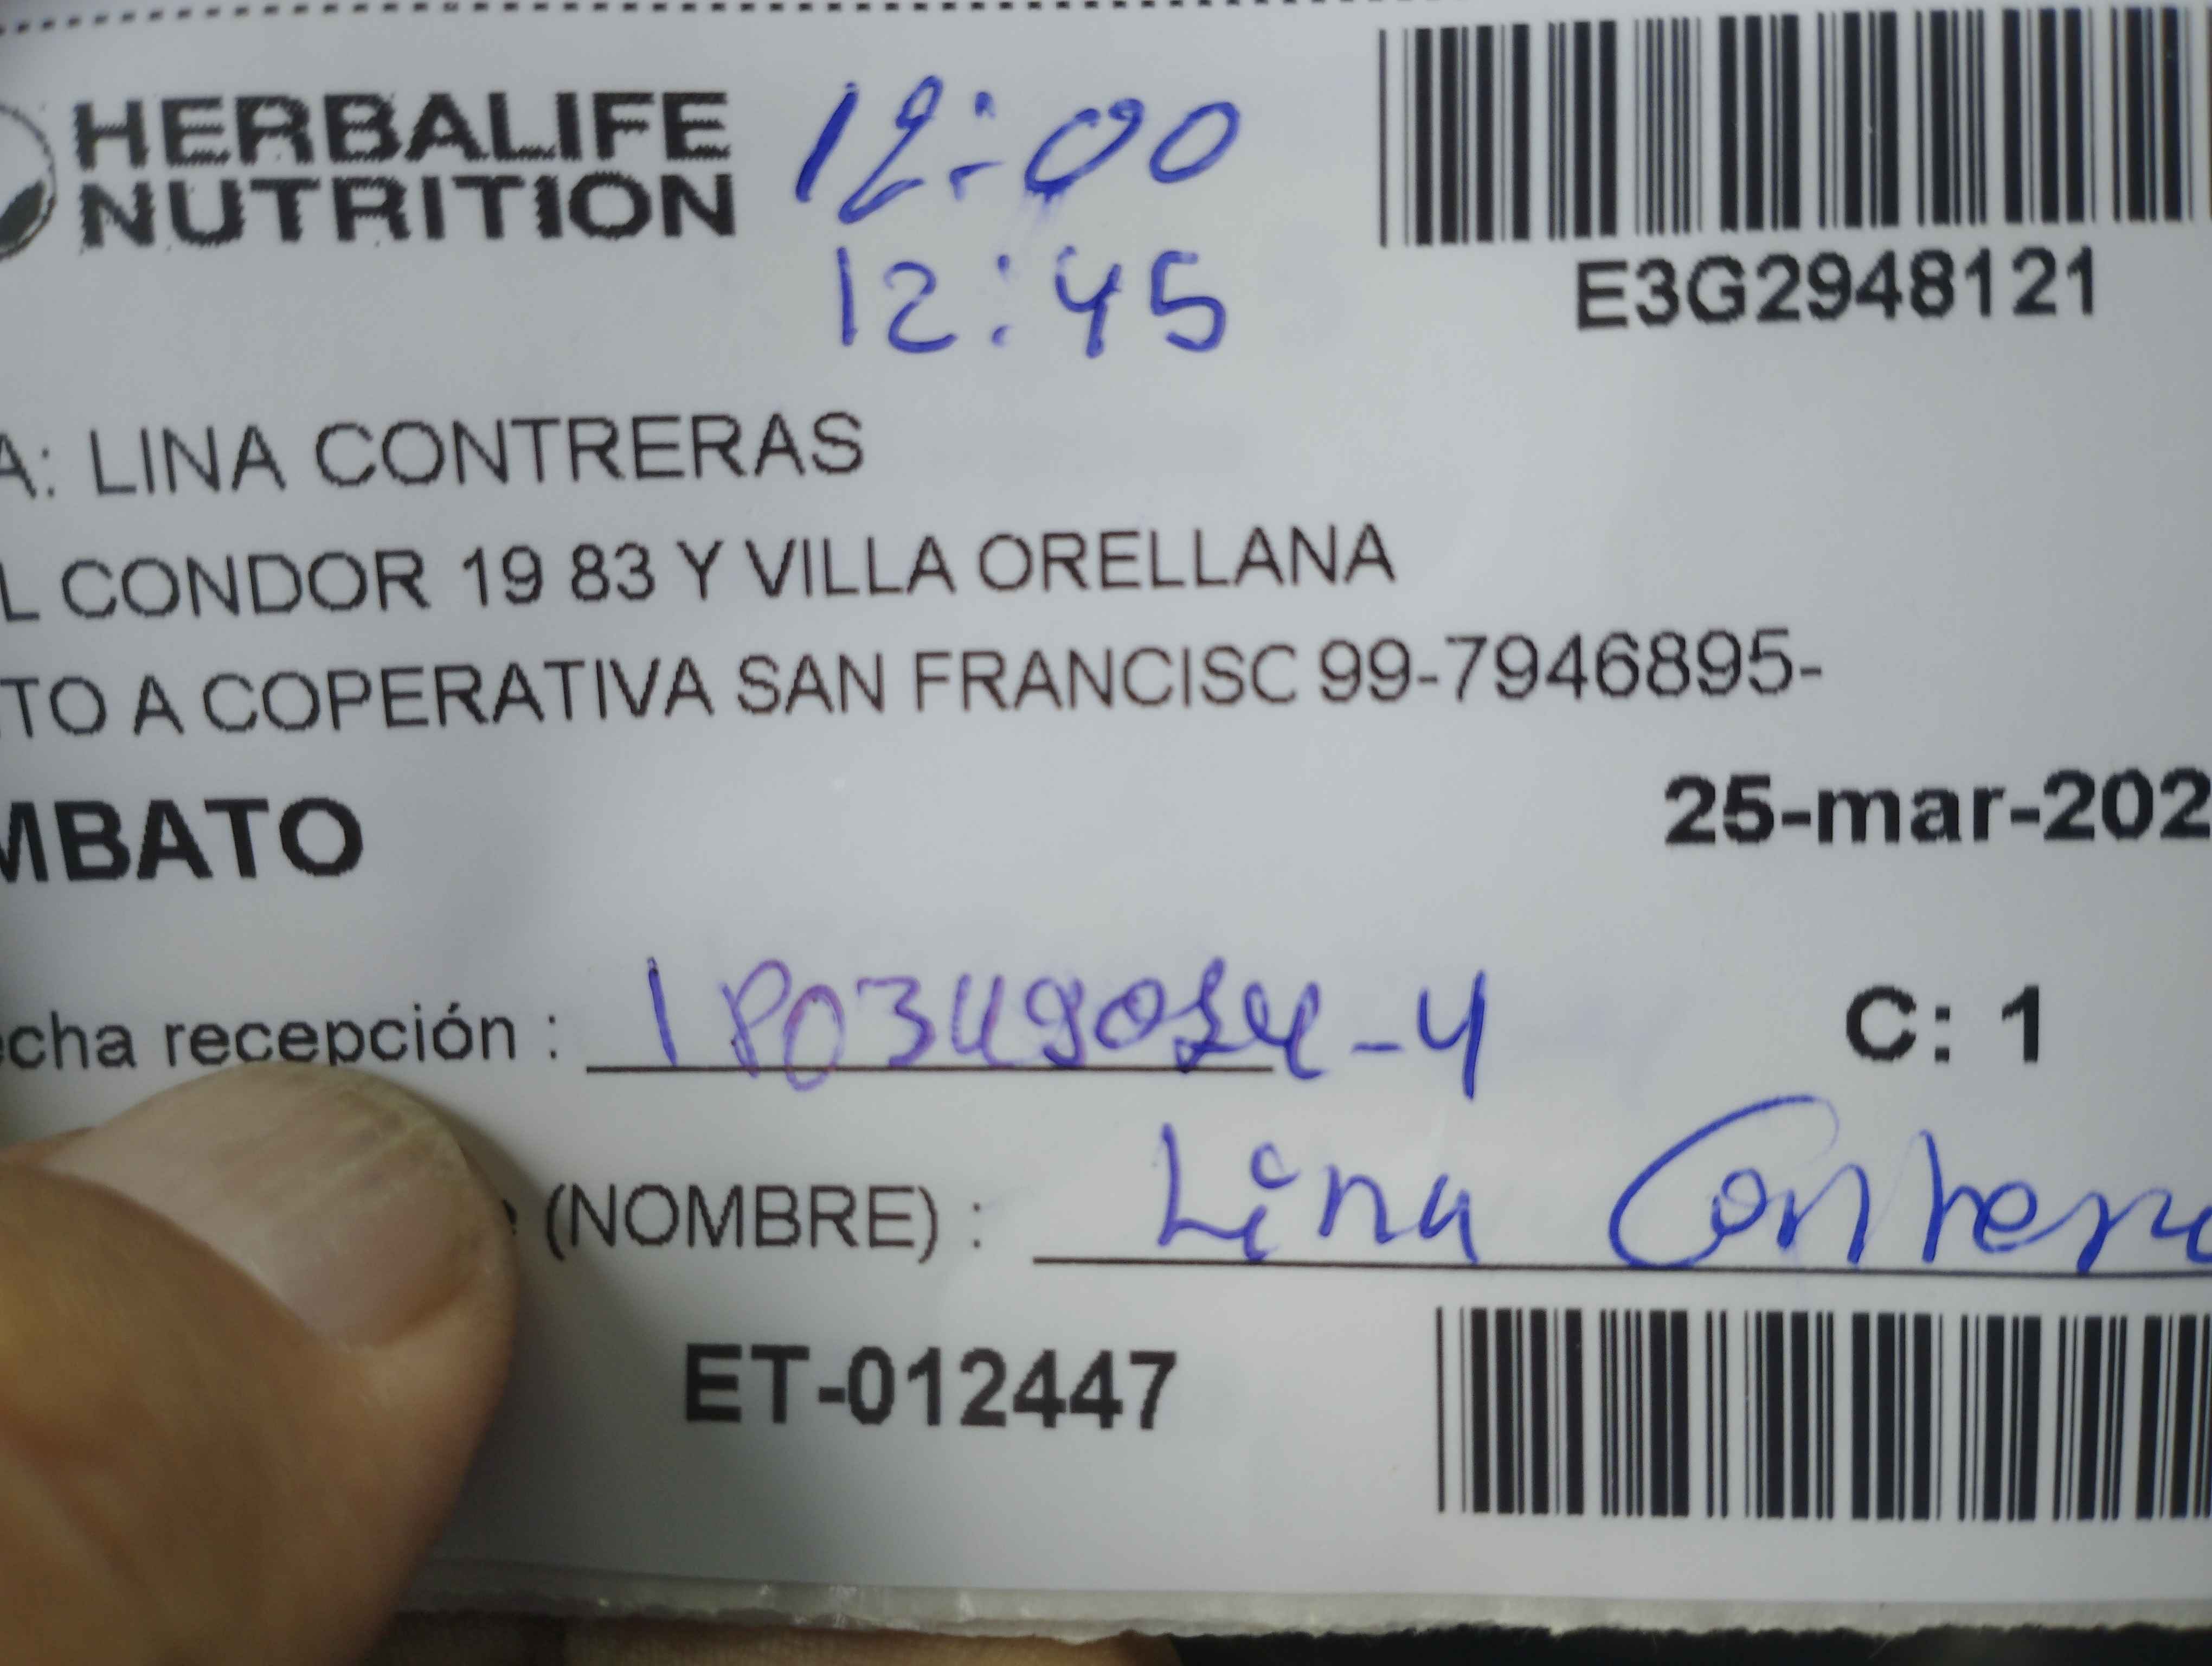 HERBALIFE
NUTRITION
12:00
12:45
E3G2948121
A: LINA CONTRERAS
L CONDOR 19 83 Y VILLA ORELLANA
TO A COPERATIVA SAN FRANCISC 99-7946895-
MBATO
25-mar-202
cha recepción :
C: 1
(NOMBRE) : Lina Contrera
ET-012447